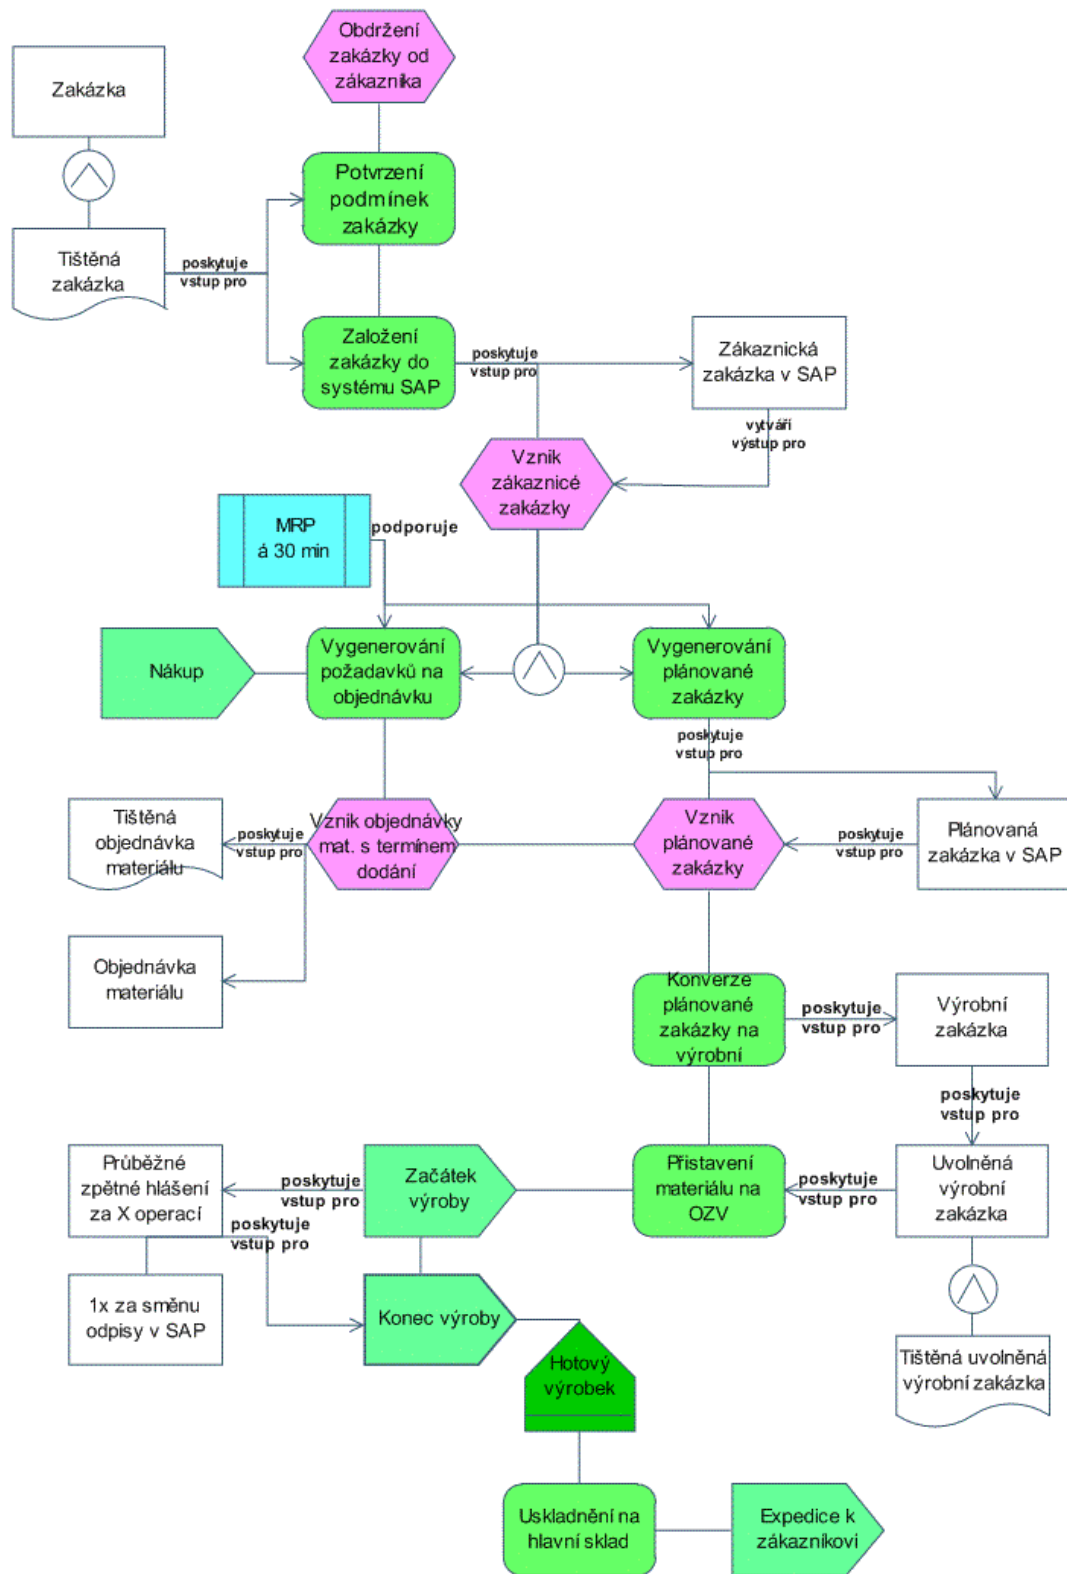 Obdržení
zakázky od
zákazníka
Zakázka
Potvrzení
podmínek
zakázky
Tištěná
zakázka
poskytuje
vstup pro
Založení
zakázky do
systému SAP
poskytuje
vstup pro
Zákaznická
zakázka v SAP
vytváří
výstup pro
Vznik
zákaznicé
zakázky
MRP
á 30 min
podporuje
Nákup
Vygenerování
požadavků na
objednávku
Vygenerování
plánované
zakázky
poskytuje
vstup pro
Tištěná
objednávka
materiálu
poskytuje
vstup pro
Vznik objednávky
mat. s termínem
dodání
Vznik
plánované
zakázky
poskytuje
vstup pro
Plánovaná
zakázka v SAP
Objednávka
materiálu
Konverze
plánované
zakázky na
výrobní
poskytuje
vstup pro
Výrobní
zakázka
poskytuje
vstup pro
Průběžné
zpětné hlášení
za X operací
poskytuje
vstup pro
Začátek
výroby
Přistavení
materiálu na
OZV
poskytuje
vstup pro
Uvolněná
výrobní
zakázka
poskytuje
vstup pro
1x za směnu
odpisy v SAP
Konec výroby
Hotový
výrobek
Tištěná uvolněná
výrobní zakázka
Uskladnění na
hlavní sklad
Expedice k
zákazníkovi